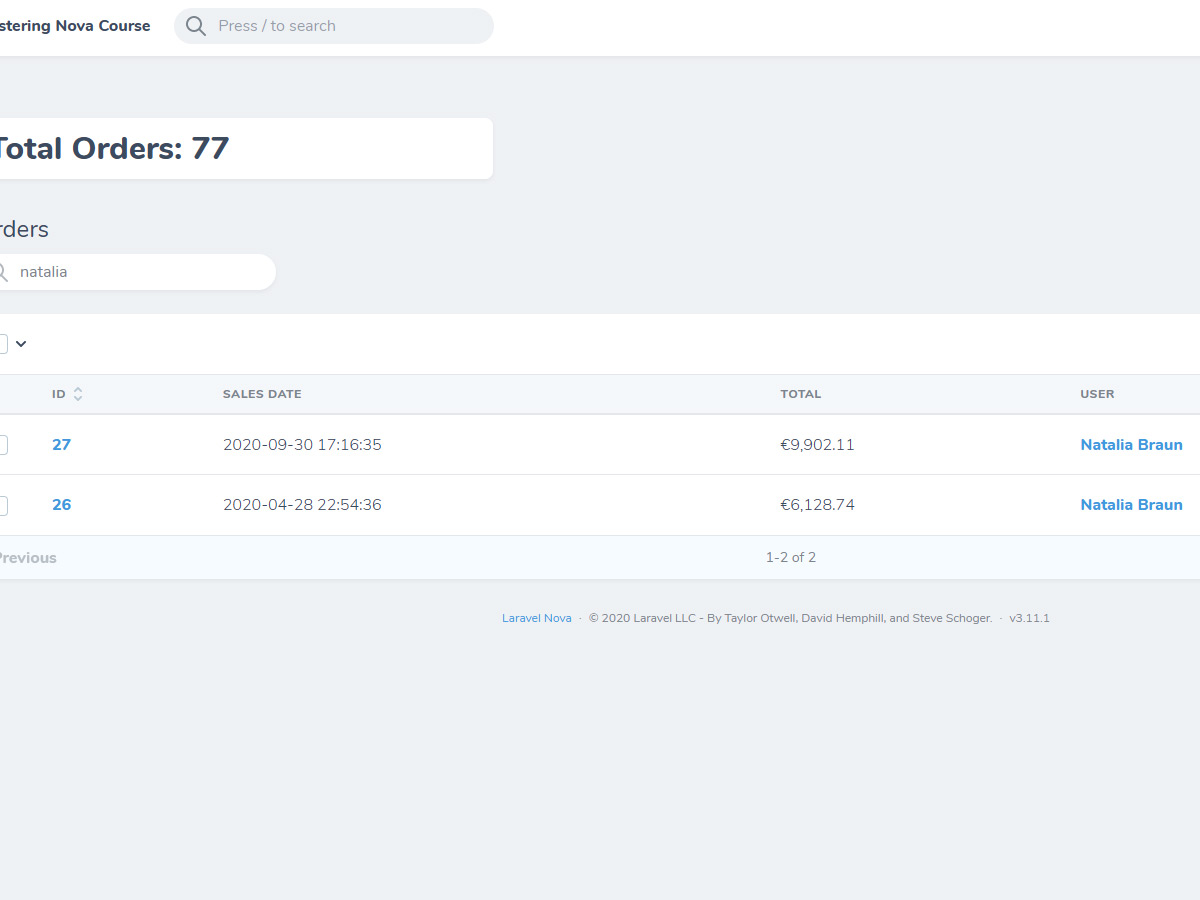 stering Nova Course Press / to search
Total Orders: 77
rders
natalia
ID SALES DATE TOTAL USER
27 2020-09-30 17:16:35 €9,902.11 Natalia Braun
26 2020-04-28 22:54:36 €6,128.74 Natalia Braun
Previous 1-2 of 2
Laravel Nova · © 2020 Laravel LLC - By Taylor Otwell, David Hemphill, and Steve Schoger. · v3.11.1